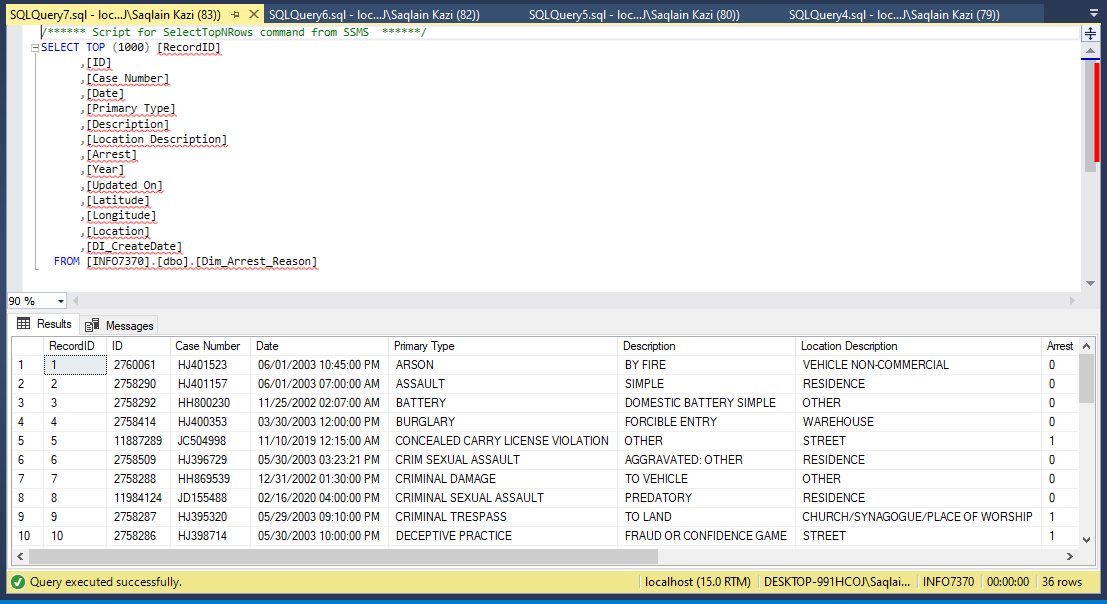 SQLQuery7.sql - loc...J\Saqlain Kazi (83)) SQLQuery6.sql - loc...J\Saqlain Kazi (82)) SQLQuery5.sql - loc...J\Saqlain Kazi (80)) SQLQuery4.sql - loc...J\Saqlain Kazi (79))
/****** Script for SelectTopNRows command from SSMS ******/
SELECT TOP (1000) [RecordID]
,[ID]
,[Case Number]
,[Date]
,[Primary Type]
,[Description]
,[Location Description]
,[Arrest]
,[Year]
,[Updated On]
,[Latitude]
,[Longitude]
,[Location]
,[DI_CreateDate]
FROM [INFO7370].[dbo].[Dim_Arrest_Reason]
90 %
Results Messages
RecordID ID Case Number Date Primary Type Description Location Description Arrest
1 1 2760061 HJ401523 06/01/2003 10:45:00 PM ARSON BY FIRE VEHICLE NON-COMMERCIAL 0
2 2 2758290 HJ401157 06/01/2003 07:00:00 AM ASSAULT SIMPLE RESIDENCE 0
3 3 2758292 HH800230 11/25/2002 02:07:00 AM BATTERY DOMESTIC BATTERY SIMPLE OTHER 0
4 4 2758414 HJ400353 03/30/2003 12:00:00 PM BURGLARY FORCIBLE ENTRY WAREHOUSE 0
5 5 11887289 JC504998 11/10/2019 12:15:00 AM CONCEALED CARRY LICENSE VIOLATION OTHER STREET 1
6 6 2758509 HJ396729 05/30/2003 03:23:21 PM CRIM SEXUAL ASSAULT AGGRAVATED: OTHER RESIDENCE 0
7 7 2758288 HH869539 12/31/2002 01:30:00 PM CRIMINAL DAMAGE TO VEHICLE OTHER 0
8 8 11984124 JD155488 02/16/2020 04:00:00 PM CRIMINAL SEXUAL ASSAULT PREDATORY RESIDENCE 0
9 9 2758287 HJ395320 05/29/2003 09:10:00 PM CRIMINAL TRESPASS TO LAND CHURCH/SYNAGOGUE/PLACE OF WORSHIP 1
10 10 2758286 HJ398714 05/30/2003 10:00:00 PM DECEPTIVE PRACTICE FRAUD OR CONFIDENCE GAME STREET 1
Query executed successfully. localhost (15.0 RTM) DESKTOP-991HCOJ\Saqlai... INFO7370 00:00:00 36 rows